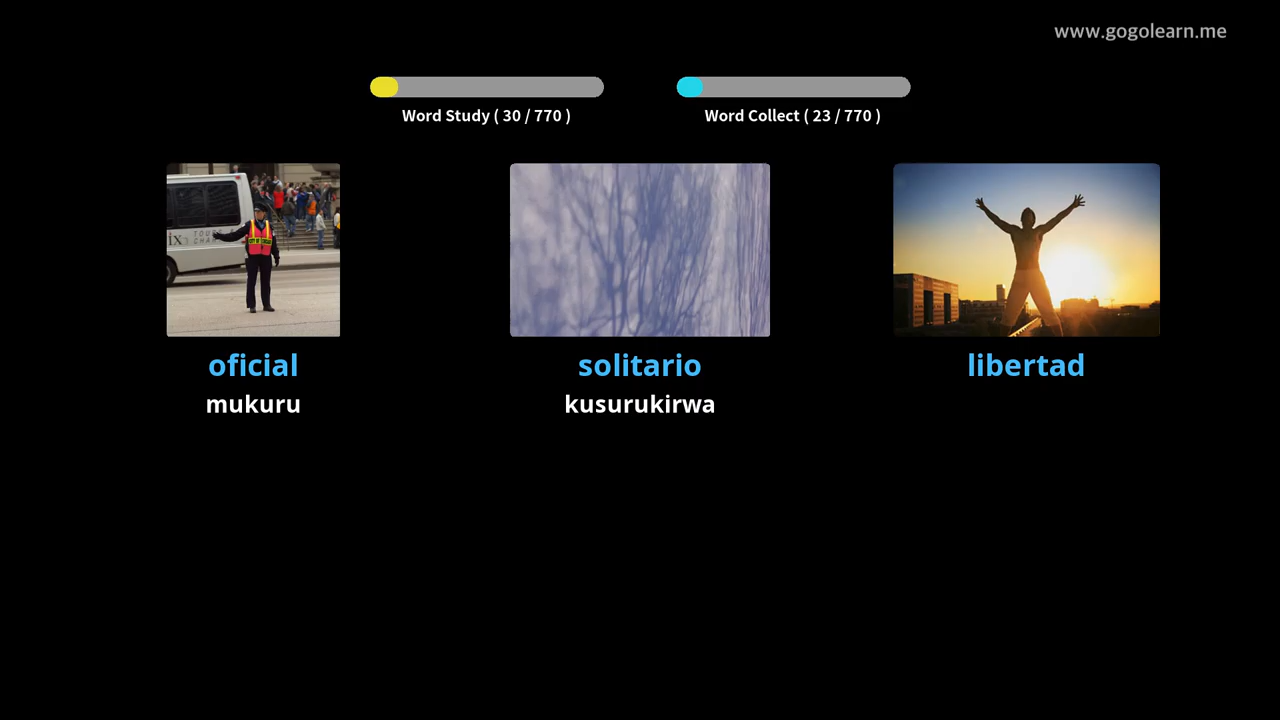 www.gogolearn.me
Word Study ( 30 / 770 )
Word Collect ( 23 / 770 )
oficial
mukuru
solitario
kusurukirwa
libertad